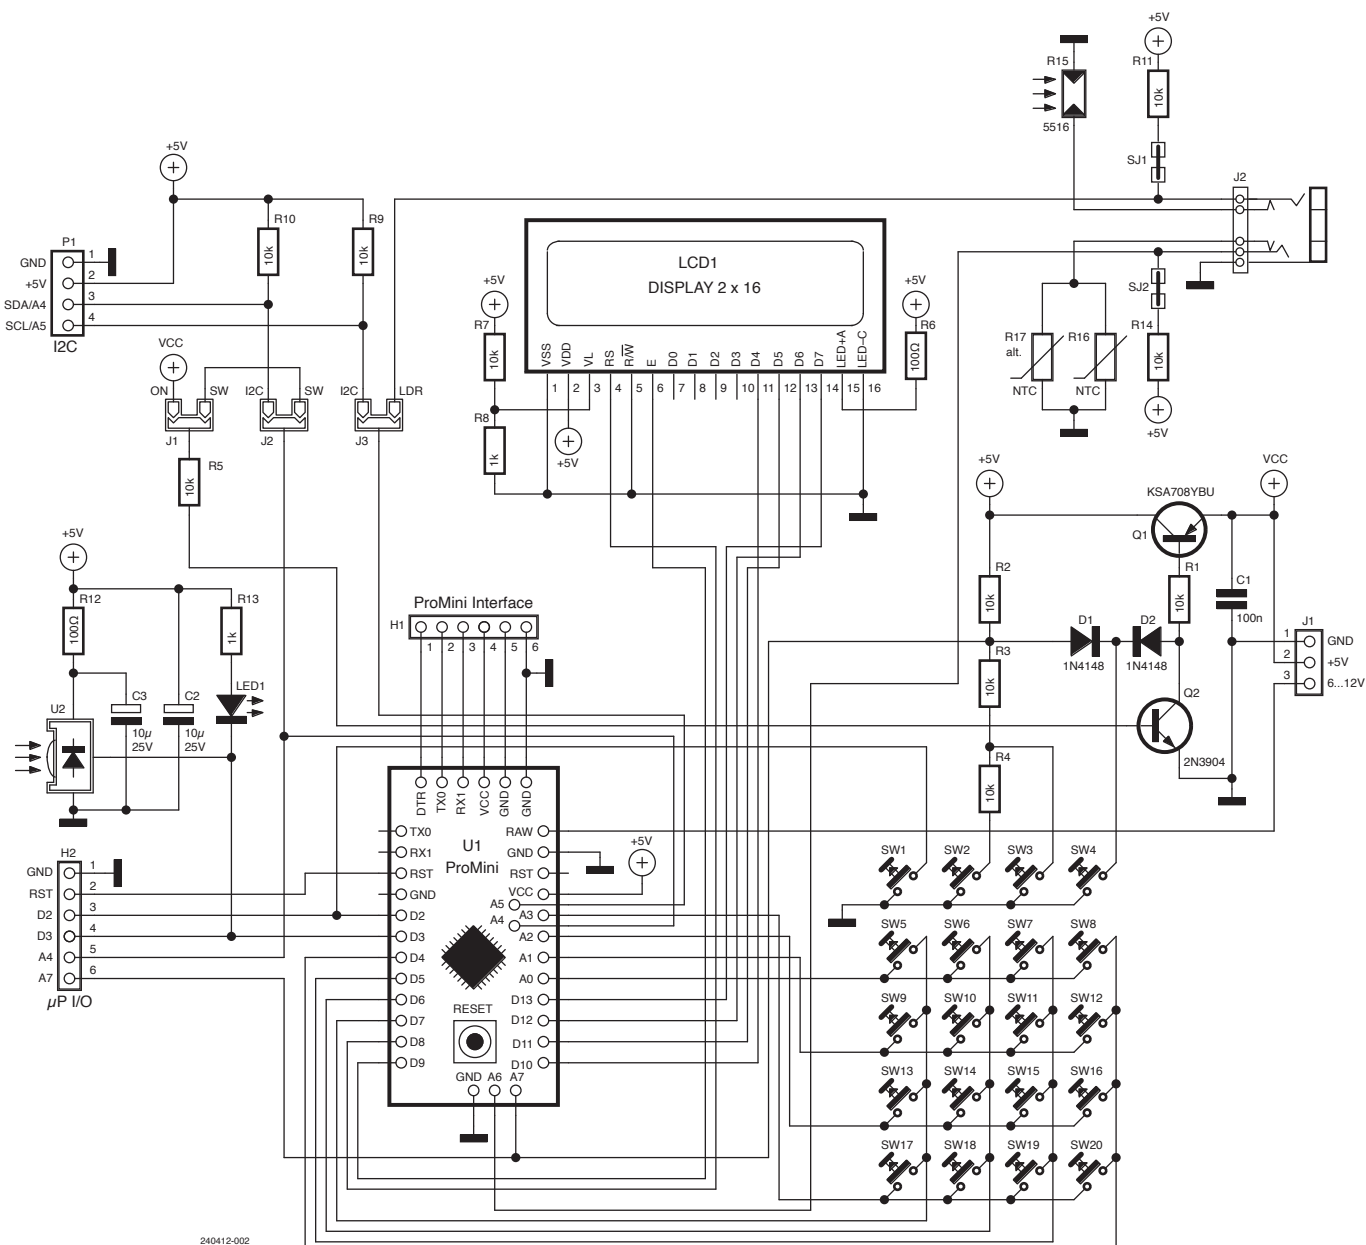 +5V
R15
R11
10k
5516
SJ1
J2
+5V
R10
R9
10k
10k
P1
GND
1
+5V
2
SDA/A4
3
SCL/A5
4
I2C
LCD1
DISPLAY 2 x 16
VSS
VDD
VL
RS
R/W
E
D0
D1
D2
D3
D4
D5
D6
D7
LED+A
LED–C
1
2
3
4
5
6
7
8
9
10
11
12
13
14
15
16
+5V
R7
10k
R8
1k
+5V
+5V
R6
100Ω
SJ2
R17
alt.
R16
R14
10k
NTC
NTC
+5V
VCC
ON
SW
I2C
SW
I2C
LDR
J1
J2
J3
R5
10k
+5V
VCC
KSA708YBU
Q1
R2
10k
R1
10k
C1
100n
D1
1N4148
D2
1N4148
R3
10k
J1
1
GND
2
+5V
3
6...12V
Q2
2N3904
R4
10k
+5V
R12
100Ω
R13
1k
LED1
C3
10µ
25V
C2
10µ
25V
U2
ProMini Interface
H1
1
2
3
4
5
6
DTR
TX0
RX1
VCC
GND
GND
U1
ProMini
TX0
RX1
RST
GND
D2
D3
D4
D5
D6
D7
D8
D9
RAW
GND
RST
VCC
A5
A4
A3
A2
A1
A0
D13
D12
D11
D10
RESET
GND
A6
A7
+5V
H2
GND
1
RST
2
D2
3
D3
4
A4
5
A7
6
µP I/O
SW1
SW2
SW3
SW4
SW5
SW6
SW7
SW8
SW9
SW10
SW11
SW12
SW13
SW14
SW15
SW16
SW17
SW18
SW19
SW20
240412-002